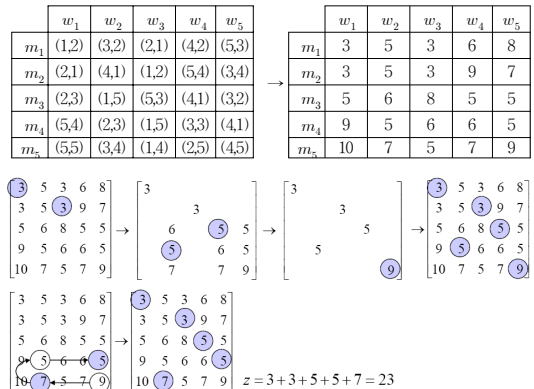 w₁ w₂ w₃ w₄ w₅
m₁ (1,2) (3,2) (2,1) (4,2) (5,3)
m₂ (2,1) (4,1) (1,2) (5,4) (3,4)
m₃ (2,3) (1,5) (5,3) (4,1) (3,2)
m₄ (5,4) (2,3) (1,5) (3,3) (4,1)
m₅ (5,5) (3,4) (1,4) (2,5) (4,5)
→
w₁ w₂ w₃ w₄ w₅
m₁ 3 5 3 6 8
m₂ 3 5 3 9 7
m₃ 5 6 8 5 5
m₄ 9 5 6 6 5
m₅ 10 7 5 7 9
3 5 3 6 8
3 5 3 9 7
5 6 8 5 5
9 5 6 6 5
10 7 5 7 9
→
3
3
6 5 5
5 6 5
7 7 9
→
3
3
5
5
9
→
3 5 3 6 8
3 5 3 9 7
5 6 8 5 5
9 5 6 6 5
10 7 5 7 9
3 5 3 6 8
3 5 3 9 7
5 6 8 5 5
9 5 6 6 5
10 7 5 7 9
→
3 5 3 6 8
3 5 3 9 7
5 6 8 5 5
9 5 6 6 5
10 7 5 7 9
z = 3 + 3 + 5 + 5 + 7 = 23